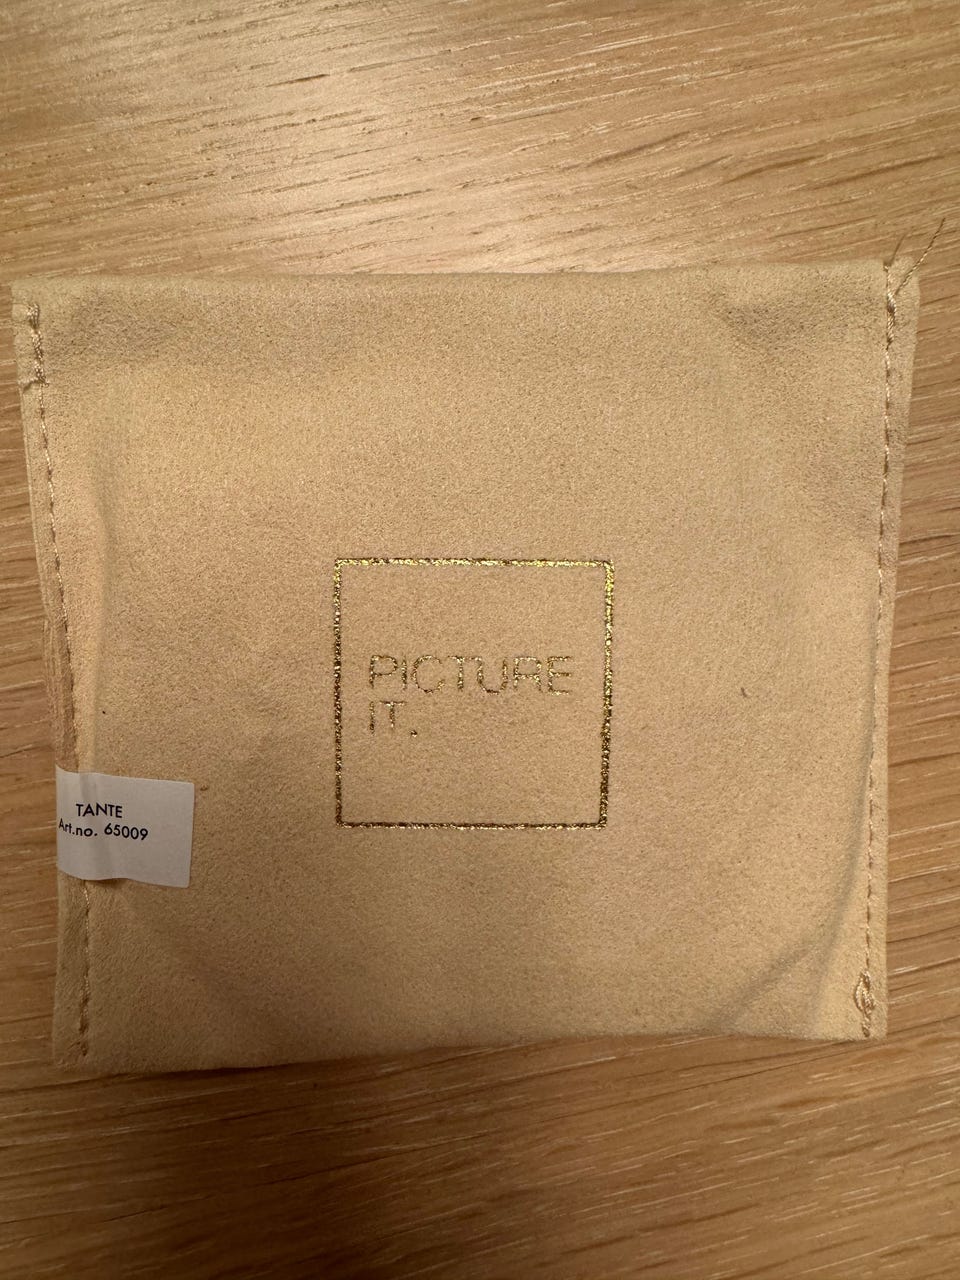 PICTURE
IT.
TANTE
Art.no. 65009